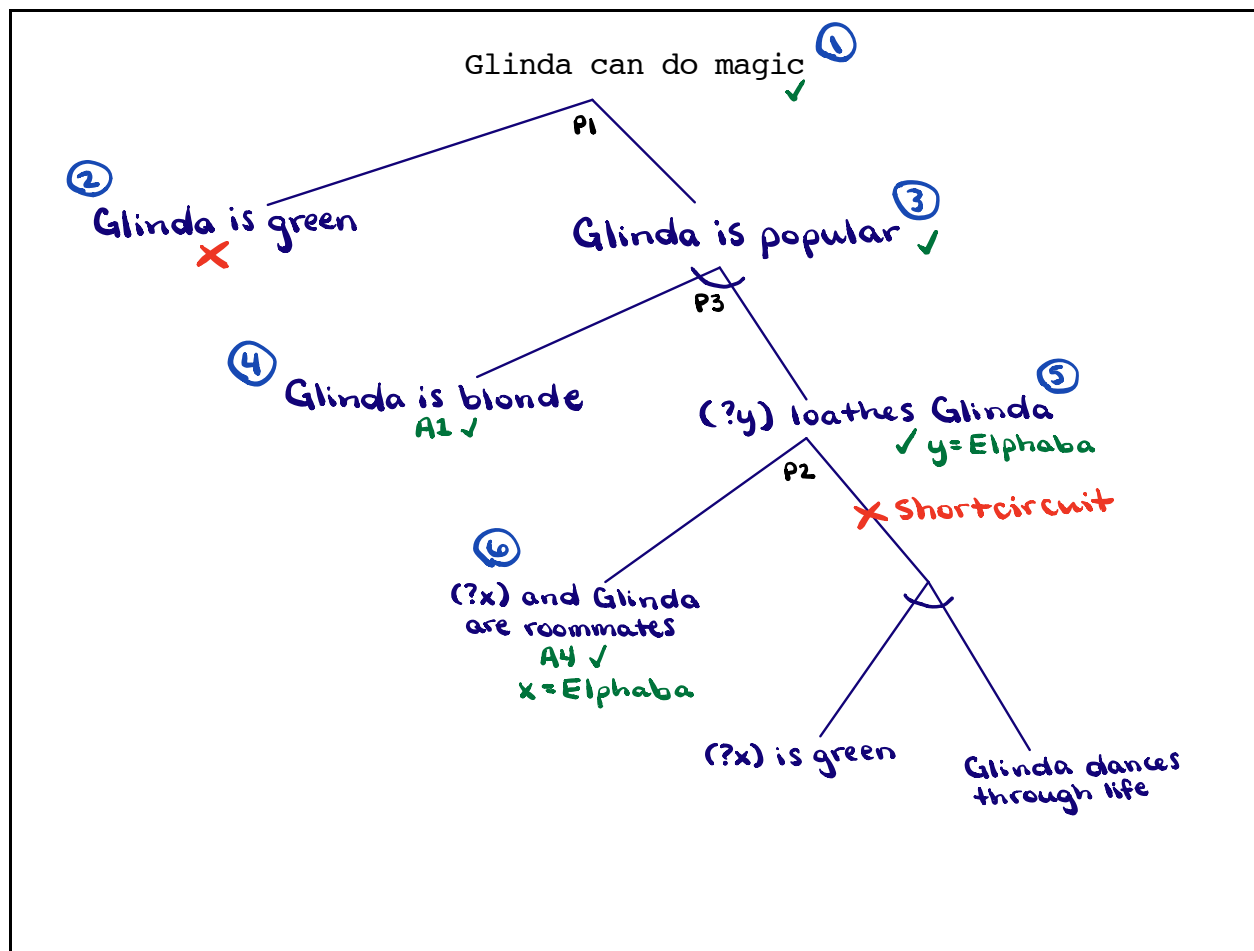 1
Glinda can do magic
P1
2
Glinda is green
3
Glinda is popular
P3
4
Glinda is blonde
A1
5
(?y) loathes Glinda
y=Elphaba
P2
Shortcircuit
6
(?x) and Glinda
are roommates
A4
x=Elphaba
(?x) is green
Glinda dances
through life